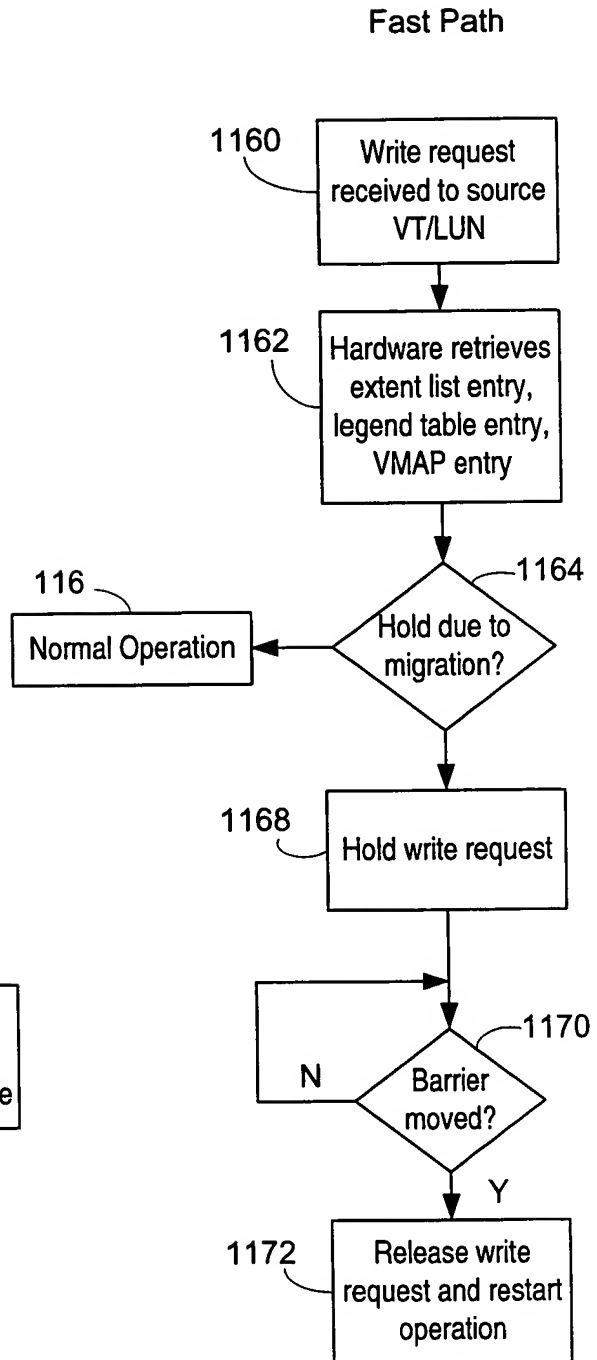 Fast Path
1160
Write request
received to source
VT/LUN
1162
Hardware retrieves
extent list entry,
legend table entry,
VMAP entry
116
1164
Normal Operation
Hold due to
migration?
1168
Hold write request
1170
N
Barrier
moved?
e
Y
1172
Release write
request and restart
operation